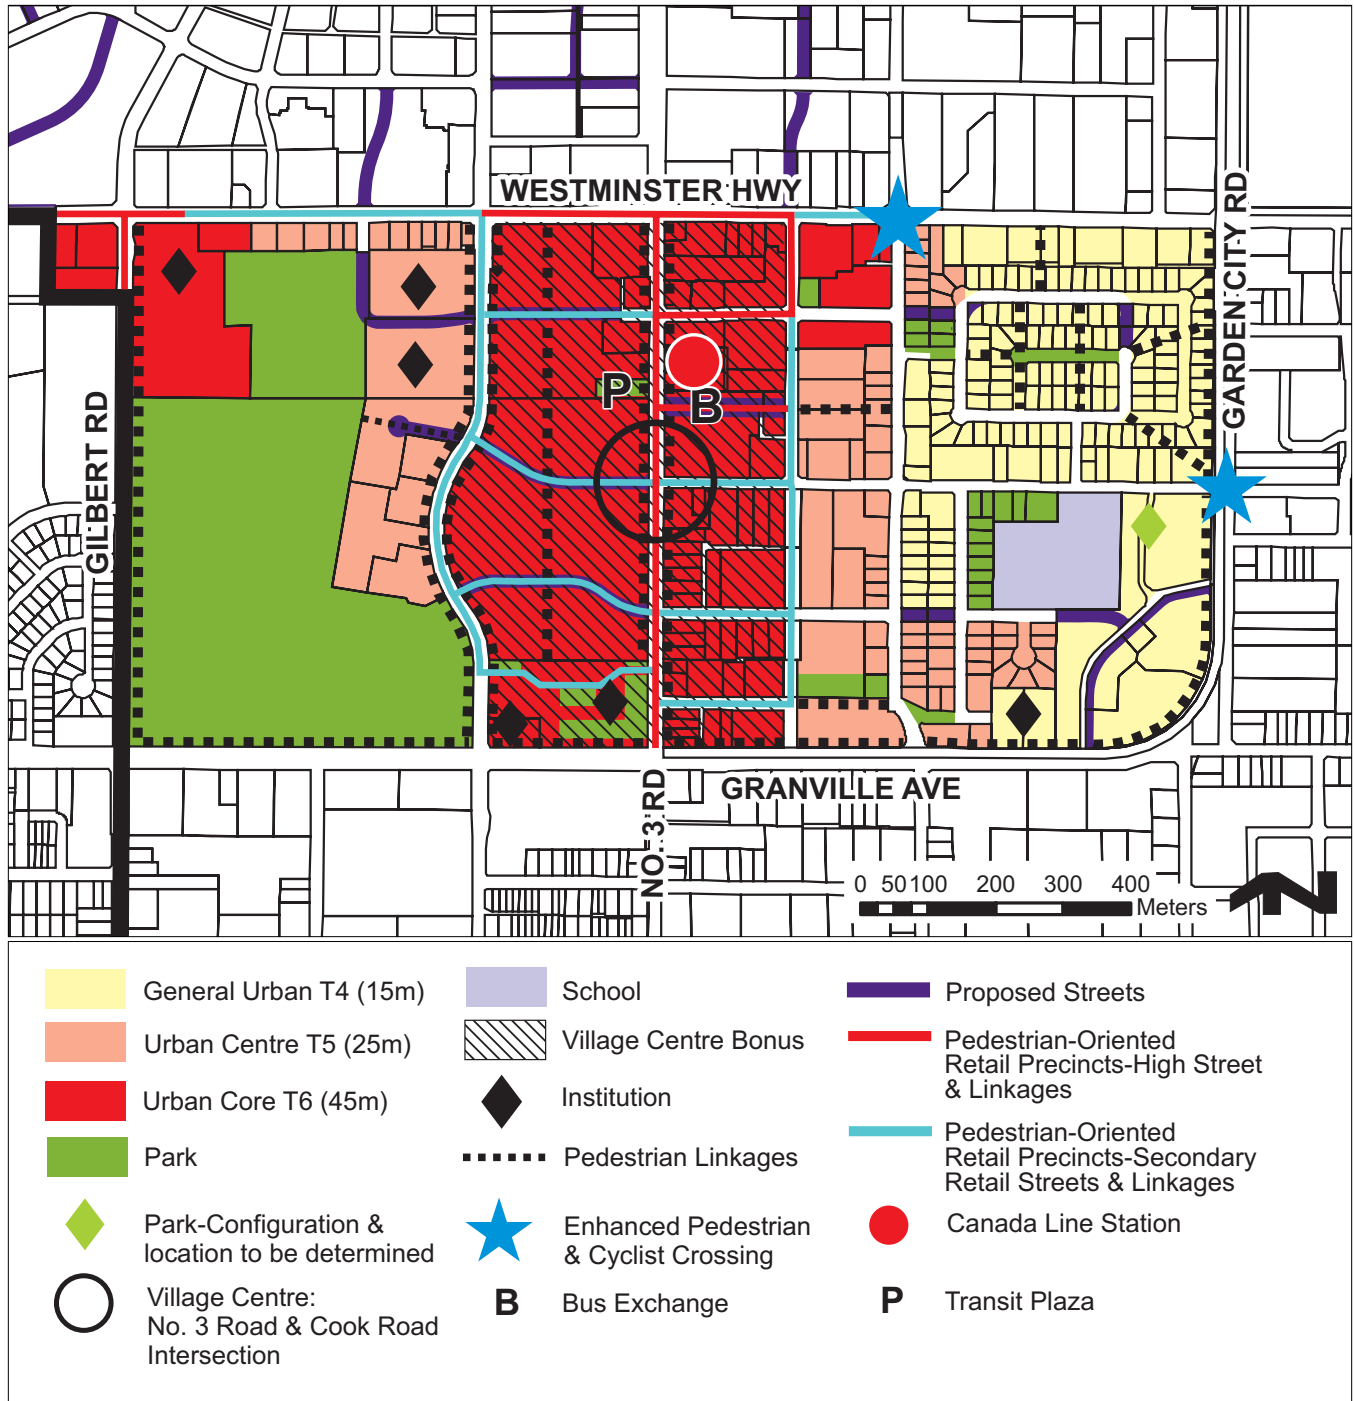 WESTMINSTER HWY
GARDEN CITY RD
GILBERT RD
P
B
NO. 3 RD
GRANVILLE AVE
0 50 100 200 300 400
Meters
General Urban T4 (15m)
Urban Centre T5 (25m)
Urban Core T6 (45m)
Park
Park-Configuration &
location to be determined
Village Centre:
No. 3 Road & Cook Road
Intersection
School
Village Centre Bonus
Institution
Pedestrian Linkages
Enhanced Pedestrian
& Cyclist Crossing
B Bus Exchange
Proposed Streets
Pedestrian-Oriented
Retail Precincts-High Street
& Linkages
Pedestrian-Oriented
Retail Precincts-Secondary
Retail Streets & Linkages
Canada Line Station
P Transit Plaza